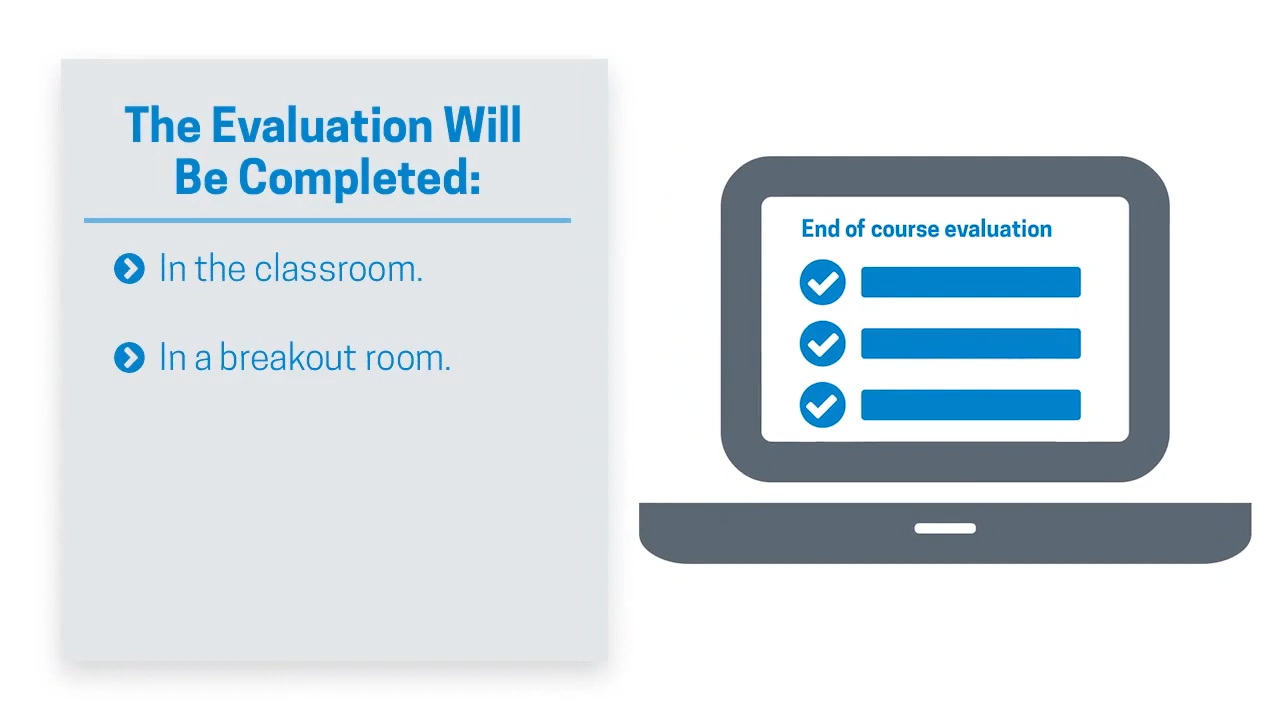 The Evaluation Will
Be Completed:
In the classroom.
In a breakout room.
End of course evaluation